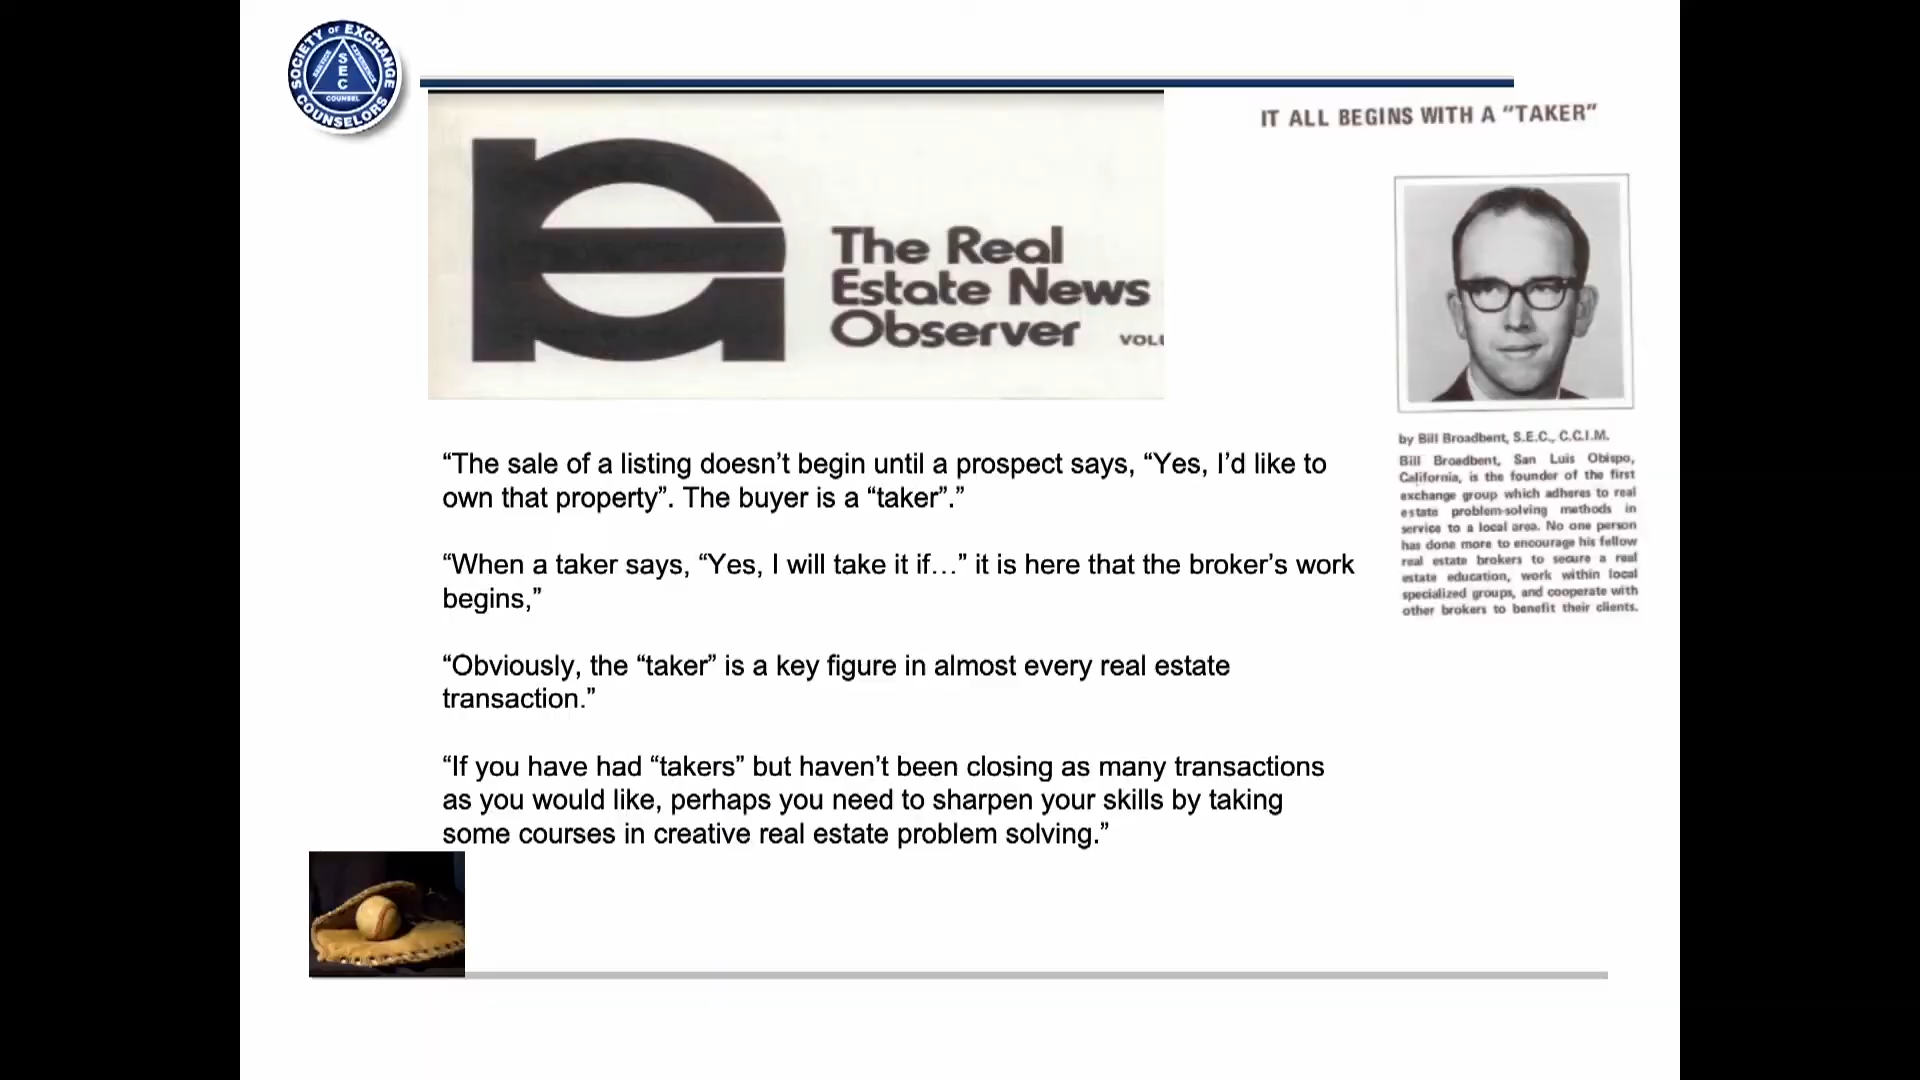 SOCIETY OF EXCHANGE
COUNSELORS
S
E
C
COUNSEL
IT ALL BEGINS WITH A “TAKER”
The Real
Estate News
Observer
“The sale of a listing doesn’t begin until a prospect says, “Yes, I’d like to
own that property”. The buyer is a “taker”.”
“When a taker says, “Yes, I will take it if…” it is here that the broker’s work
begins,”
“Obviously, the “taker” is a key figure in almost every real estate
transaction.”
“If you have had “takers” but haven’t been closing as many transactions
as you would like, perhaps you need to sharpen your skills by taking
some courses in creative real estate problem solving.”
by Bill Broadbent, S.E.C., C.C.I.M.
Bill Broadbent, San Luis Obispo,
California, is the founder of the first
exchange group which adheres to real
estate problem-solving methods in
service to a local area. No one person
has done more to encourage his fellow
real estate brokers to secure a real
estate education, work within local
specialized groups, and cooperate with
other brokers to benefit their clients.